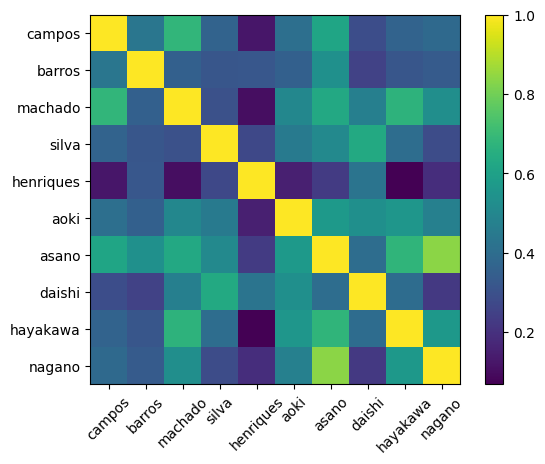 campos
barros
machado
silva
henriques
aoki
asano
daishi
hayakawa
nagano
campos
barros
machado
silva
henriques
aoki
asano
daishi
hayakawa
nagano
1.0
0.8
0.6
0.4
0.2